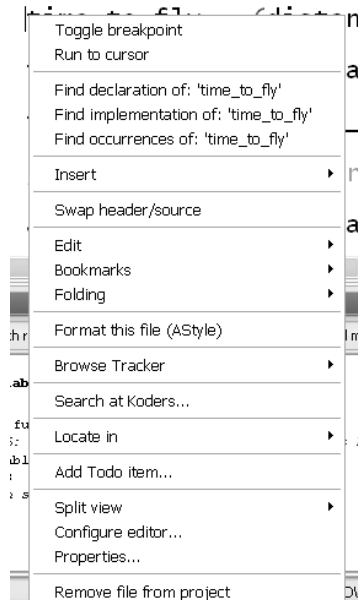 Toggle breakpoint
Run to cursor
Find declaration of: 'time_to_fly'
Find implementation of: 'time_to_fly'
Find occurrences of: 'time_to_fly'
Insert
Swap header/source
Edit
Bookmarks
Folding
Format this file (AStyle)
Browse Tracker
Search at Koders...
Locate in
Add Todo item...
Split view
Configure editor...
Properties...
Remove file from project